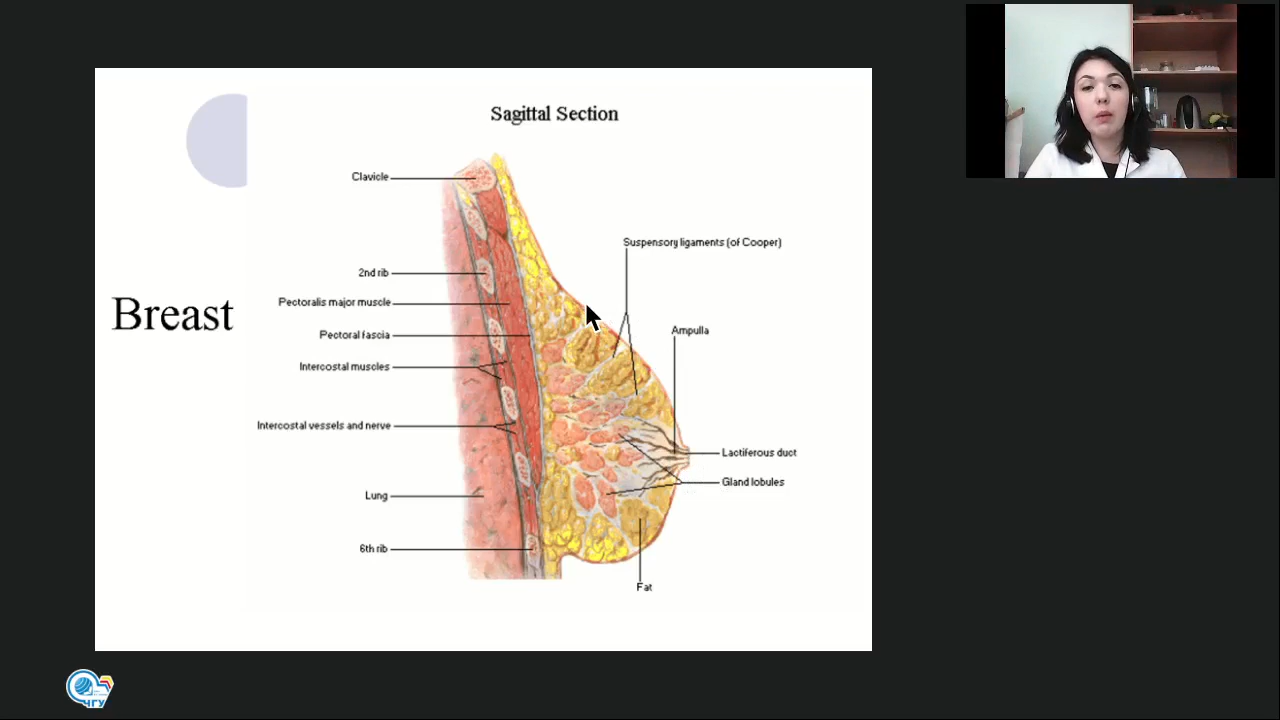 Sagittal Section
Clavicle
Suspensory ligaments (of Cooper)
2nd rib
Pectoralis major muscle
Breast
Ampulla
Pectoral fascia
Intercostal muscles
Intercostal vessels and nerve
Lactiferous duct
Gland lobules
Lung
6th rib
Fat
ЧГУ